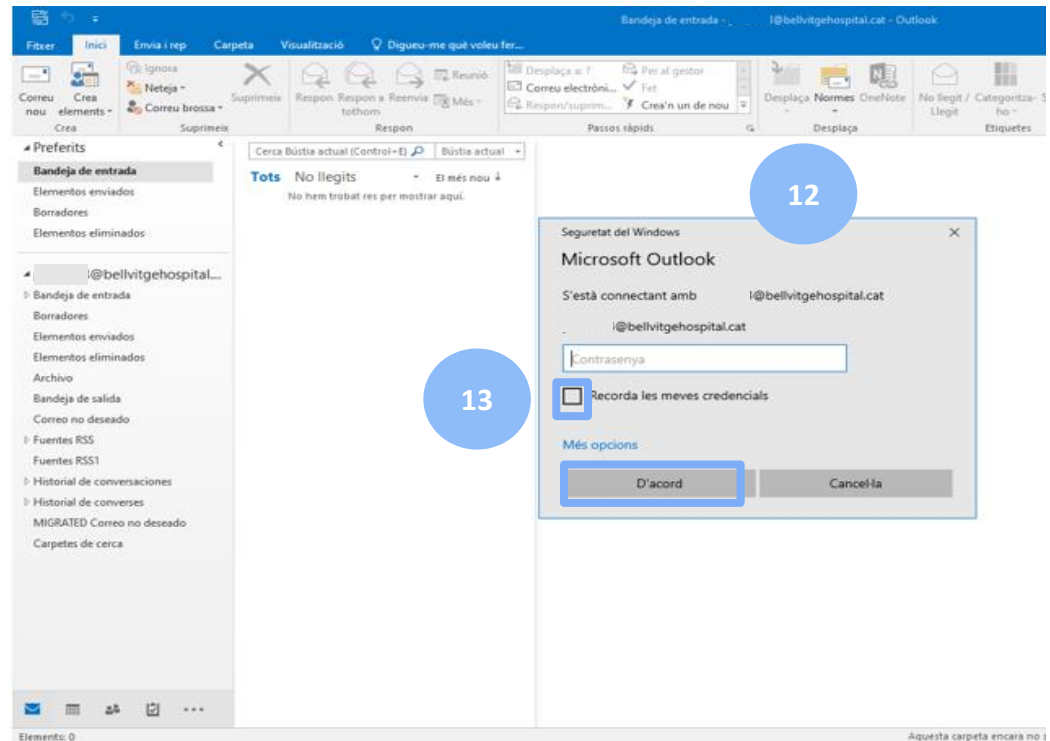 Bandeja de entrada - l@bellvitgehospital.cat - Outlook
Fitxer Inici Envia i rep Carpeta Visualització Digueu-me què voleu fer...
Correu nou
Crea elements
Ignora
Neteja
Correu brossa
Suprimeix
Respon
Respon a tothom
Reenvia
Reunió
Més
Desplaça a: ?
Correu electròni...
Respon/suprim...
Per al gestor
Fet
Crea'n un de nou
Desplaça
Normes
OneNote
No llegit / Llegit
Categoritza-ho
Crea Suprimeix Respon Passos ràpids Desplaça Etiquetes
Preferits
Bandeja de entrada
Elementos enviados
Borradores
Elementos eliminados
@bellvitgehospital...
Bandeja de entrada
Borradores
Elementos enviados
Elementos eliminados
Archivo
Bandeja de salida
Correo no deseado
Fuentes RSS
Fuentes RSS1
Historial de conversaciones
Historial de converses
MIGRATED Correo no deseado
Carpetes de cerca
Cerca Bústia actual (Control+E) Bústia actual
Tots No llegits El més nou ↓
No hem trobat res per mostrar aquí.
12
Seguretat del Windows
Microsoft Outlook
S'està connectant amb @bellvitgehospital.cat
@bellvitgehospital.cat
Contrasenya
13
Recorda les meves credencials
Més opcions
D'acord Cancel·la
Elements: 0
Aquesta carpeta encara no